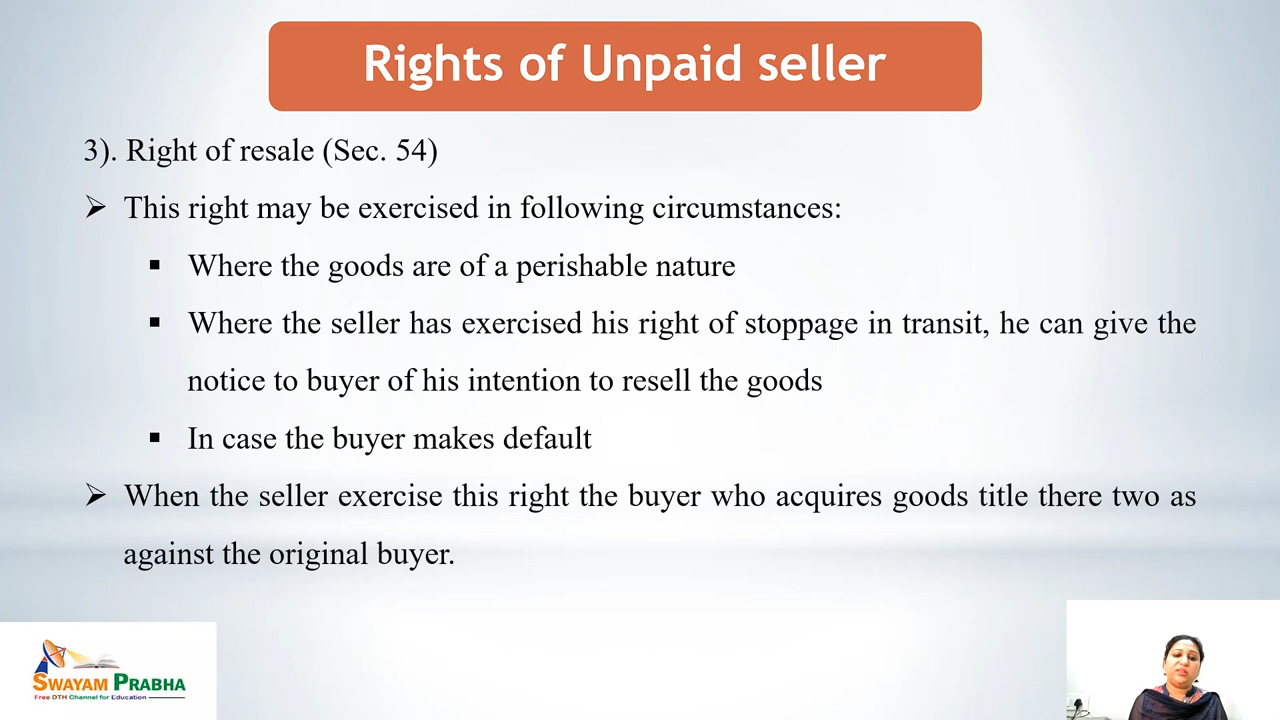 Rights of Unpaid seller
3). Right of resale (Sec. 54)
➢ This right may be exercised in following circumstances:
▪ Where the goods are of a perishable nature
▪ Where the seller has exercised his right of stoppage in transit, he can give the
notice to buyer of his intention to resell the goods
▪ In case the buyer makes default
➢ When the seller exercise this right the buyer who acquires goods title there two as
against the original buyer.
SWAYAM PRABHA
Free DTH Channel for Education